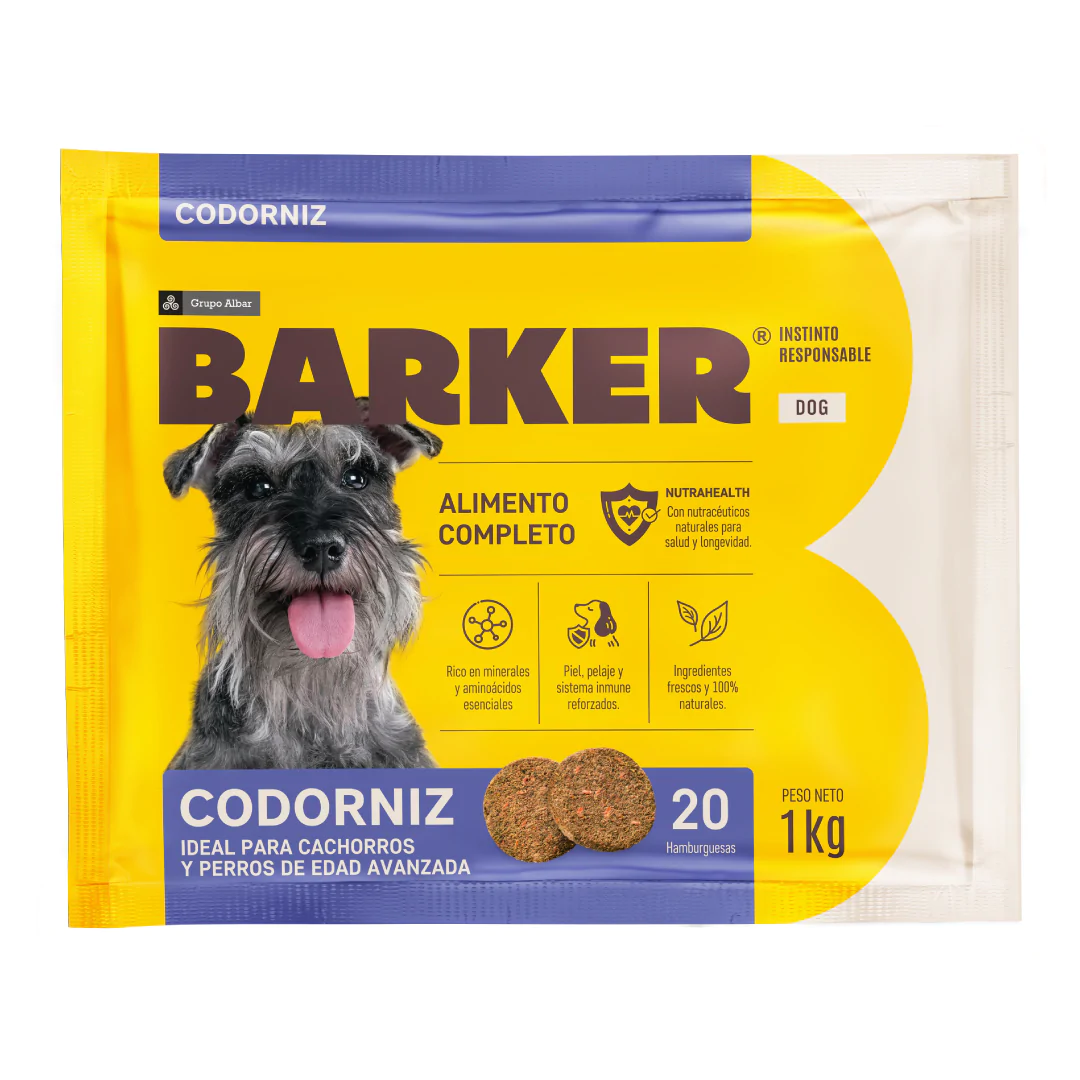 CODORNIZ
Grupo Albar
BARKER®
INSTINTO
RESPONSABLE
DOG
ALIMENTO
COMPLETO
NUTRAHEALTH
Con nutracéuticos
naturales para
salud y longevidad.
Rico en minerales
y aminoácidos
esenciales
Piel, pelaje y
sistema inmune
reforzados.
Ingredientes
frescos y 100%
naturales.
CODORNIZ
IDEAL PARA CACHORROS
Y PERROS DE EDAD AVANZADA
20
Hamburguesas
PESO NETO
1kg